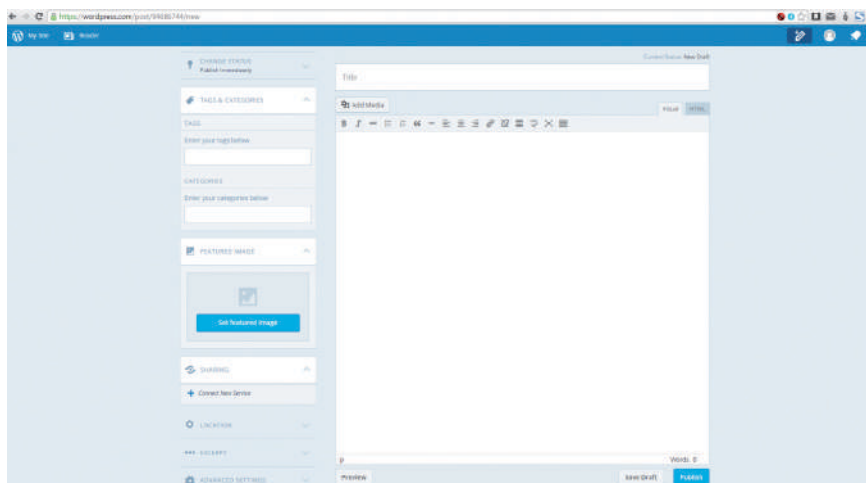 https://wordpress.com/post/
/new
My Site
Reader
CHANGE STATUS
Publish Immediately
TAGS & CATEGORIES
TAGS
Enter your tags below
CATEGORIES
Enter your categories below
FEATURED IMAGE
Set Featured Image
SHARING
Connect New Service
LOCATION
EXCERPT
ADVANCED SETTINGS
Current Status: New Draft
Title
Add Media
VISUAL HTML
p
Words: 0
Preview
Save Draft
PUBLISH